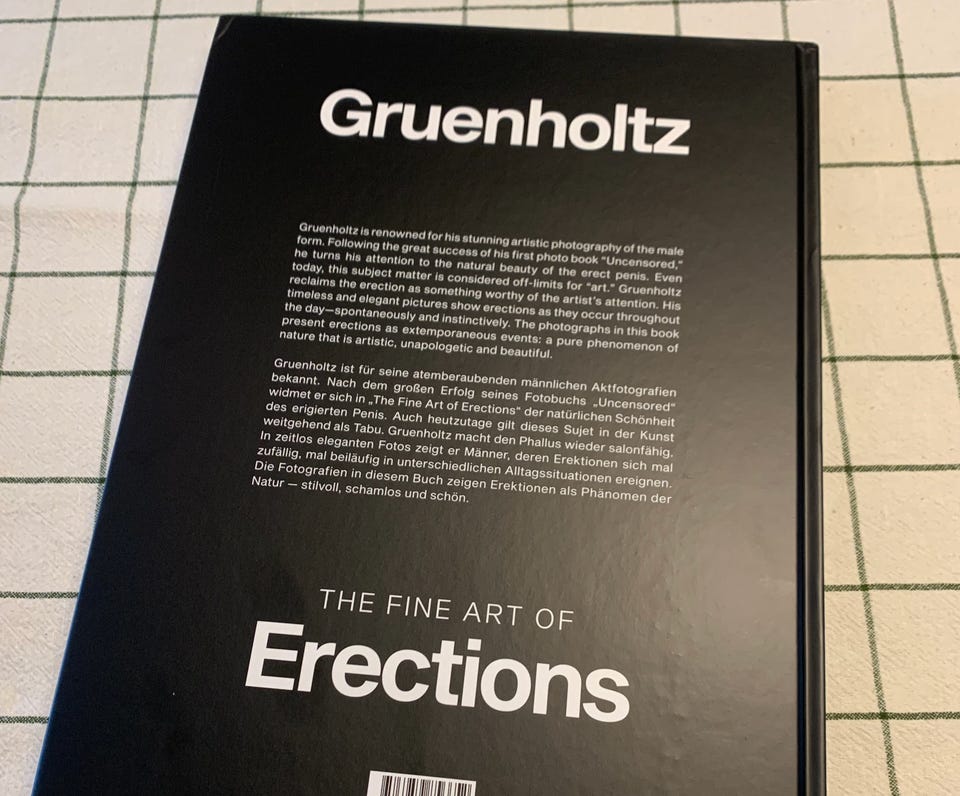 Gruenholtz
Gruenholtz is renowned for his stunning artistic photography of the male
form. Following the great success of his first photo book “Uncensored,”
he turns his attention to the natural beauty of the erect penis. Even
today, this subject matter is considered off-limits for “art.” Gruenholtz
reclaims the erection as something worthy of the artist’s attention. His
timeless and elegant pictures show erections as they occur throughout
the day—spontaneously and instinctively. The photographs in this book
present erections as extemporaneous events: a pure phenomenon of
nature that is artistic, unapologetic and beautiful.
Gruenholtz ist für seine atemberaubenden männlichen Aktfotografien
bekannt. Nach dem großen Erfolg seines Fotobuchs „Uncensored“
widmet er sich in „The Fine Art of Erections“ der natürlichen Schönheit
des erigierten Penis. Auch heutzutage gilt dieses Sujet in der Kunst
weitgehend als Tabu. Gruenholtz macht den Phallus wieder salonfähig.
In zeitlos eleganten Fotos zeigt er Männer, deren Erektionen sich mal
zufällig, mal beiläufig in unterschiedlichen Alltagssituationen ereignen.
Die Fotografien in diesem Buch zeigen Erektionen als Phänomen der
Natur — stilvoll, schamlos und schön.
THE FINE ART OF
Erections